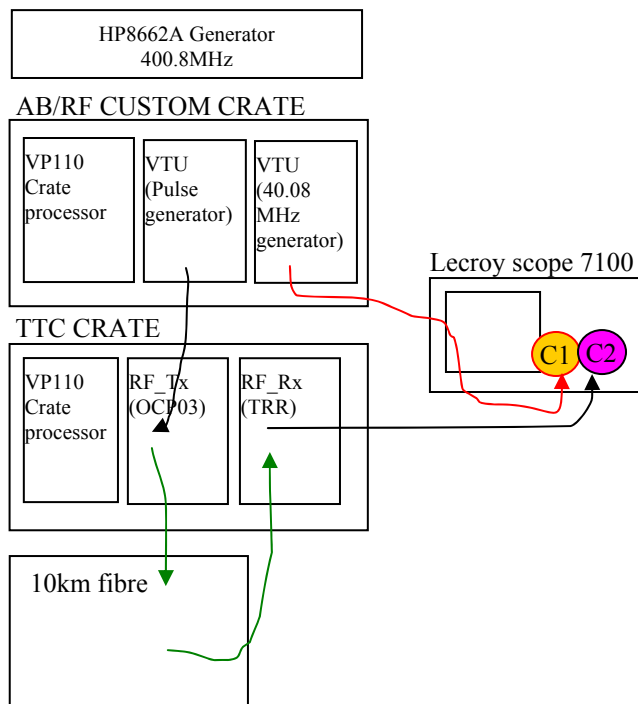 HP8662A Generator
400.8MHz
AB/RF CUSTOM CRATE
VP110
Crate
processor
VTU
(Pulse
generator)
VTU
(40.08
MHz
generator)
Lecroy scope 7100
C1
C2
TTC CRATE
VP110
Crate
processor
RF_Tx
(OCP03)
RF_Rx
(TRR)
10km fibre